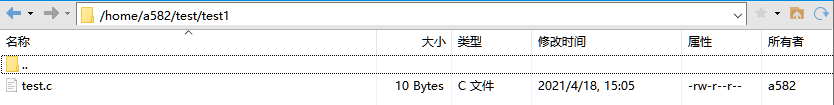 /home/a582/test/test1
名称 大小 类型 修改时间 属性 所有者
..
test.c 10 Bytes C 文件 2021/4/18, 15:05 -rw-r--r-- a582